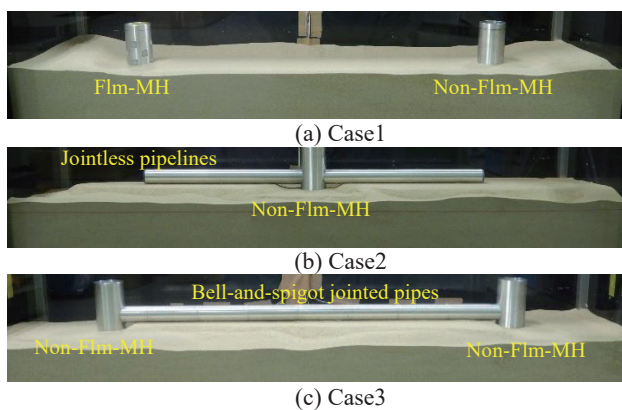 Flm-MH
Non-Flm-MH
(a) Case1
Jointless pipelines
Non-Flm-MH
(b) Case2
Bell-and-spigot jointed pipes
Non-Flm-MH
Non-Flm-MH
(c) Case3